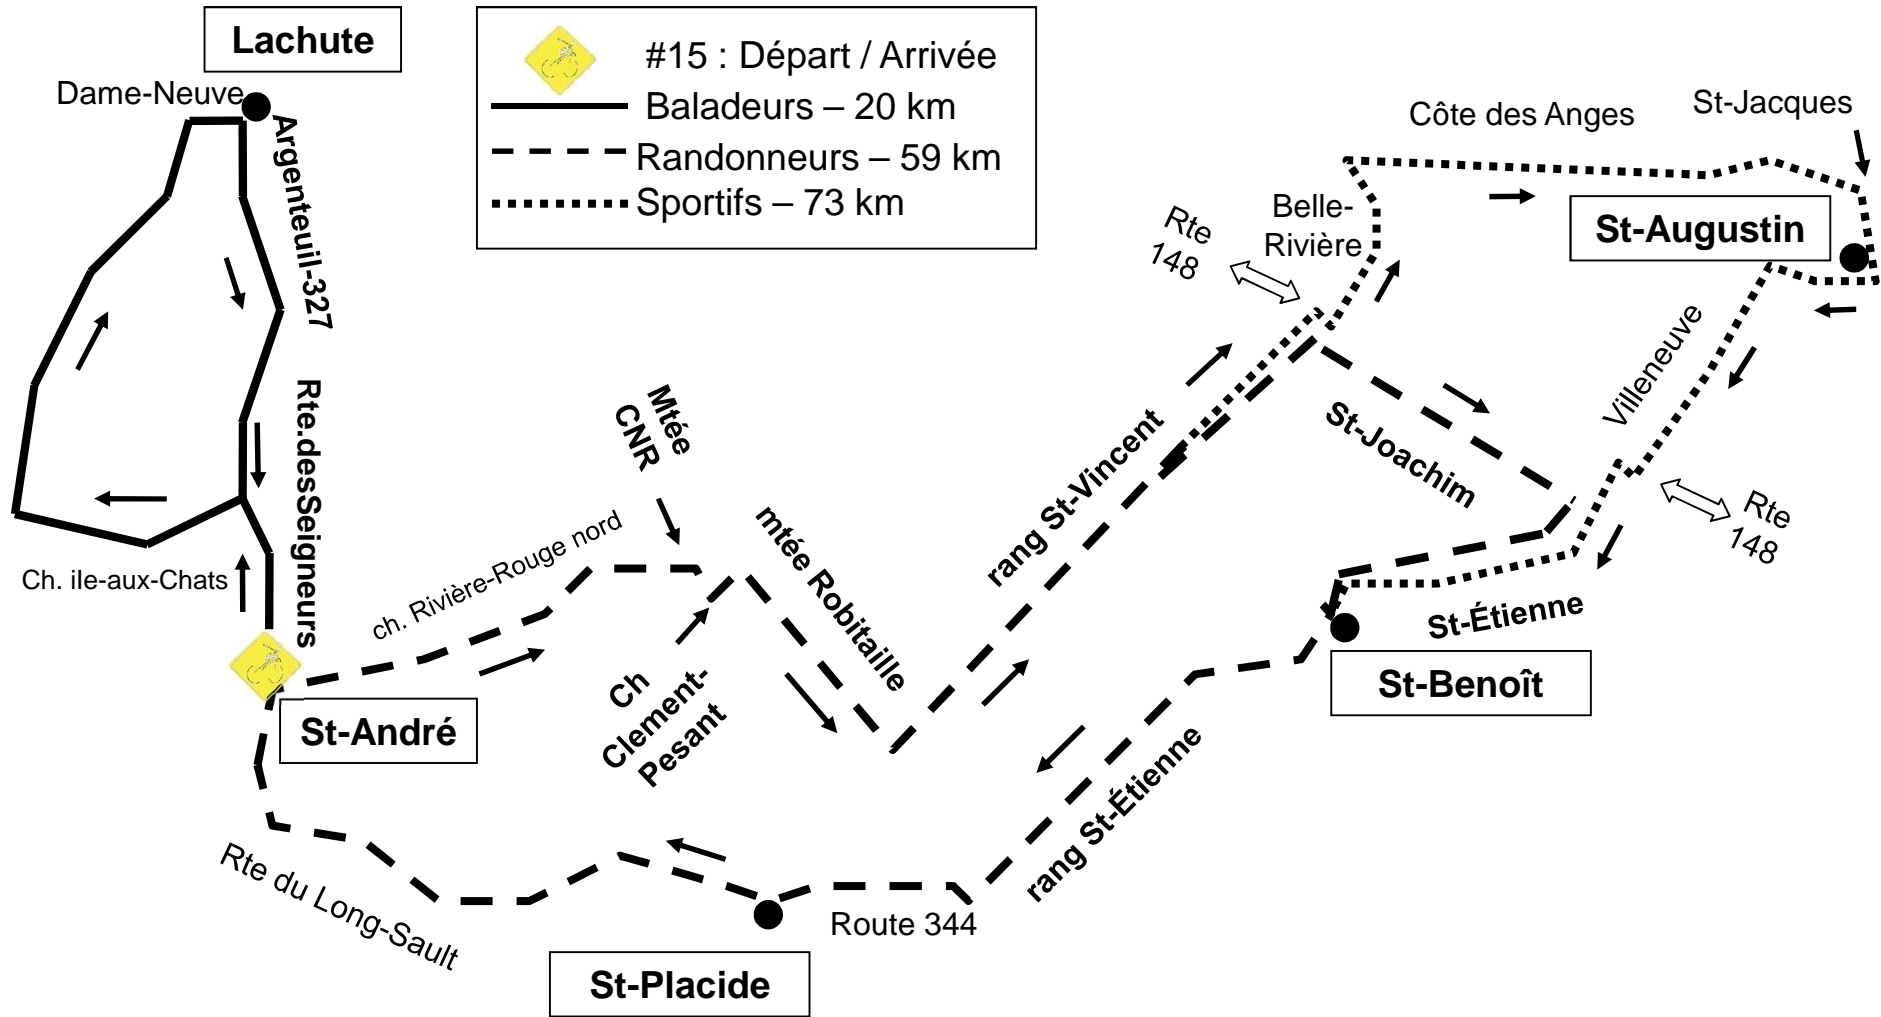 Lachute
#15 : Départ / Arrivée
Baladeurs – 20 km
Randonneurs – 59 km
Sportifs – 73 km
Dame-Neuve
Argenteuil-327
Côte des Anges
St-Jacques
Belle-
Rivière
Rte
148
St-Augustin
Villeneuve
Rte.desSeigneurs
Mtée
CNR
St-Joachim
rang St-Vincent
Rte
148
Ch. ile-aux-Chats
ch. Rivière-Rouge nord
mtée Robitaille
St-Étienne
Ch
Clement-
Pesant
St-Benoît
St-André
rang St-Étienne
Rte du Long-Sault
Route 344
St-Placide